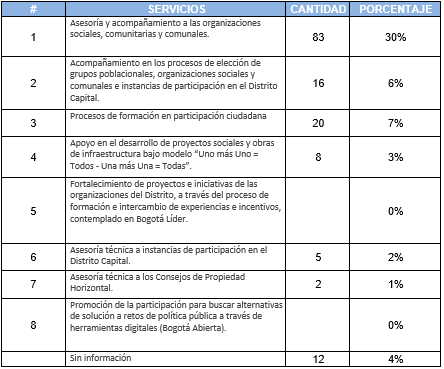 # SERVICIOS CANTIDAD PORCENTAJE
1 Asesoría y acompañamiento a las organizaciones
sociales, comunitarias y comunales. 83 30%
2 Acompañamiento en los procesos de elección de
grupos poblacionales, organizaciones sociales y
comunales e instancias de participación en el Distrito
Capital. 16 6%
3 Procesos de formación en participación ciudadana 20 7%
4 Apoyo en el desarrollo de proyectos sociales y obras
de infraestructura bajo modelo “Uno más Uno =
Todos - Una más Una = Todas”. 8 3%
5 Fortalecimiento de proyectos e iniciativas de las
organizaciones del Distrito, a través del proceso de
formación e intercambio de experiencias e incentivos,
contemplado en Bogotá Líder. 0%
6 Asesoría técnica a instancias de participación en el
Distrito Capital. 5 2%
7 Asesoría técnica a los Consejos de Propiedad
Horizontal. 2 1%
8 Promoción de la participación para buscar alternativas
de solución a retos de política pública a través de
herramientas digitales (Bogotá Abierta). 0%
Sin información 12 4%